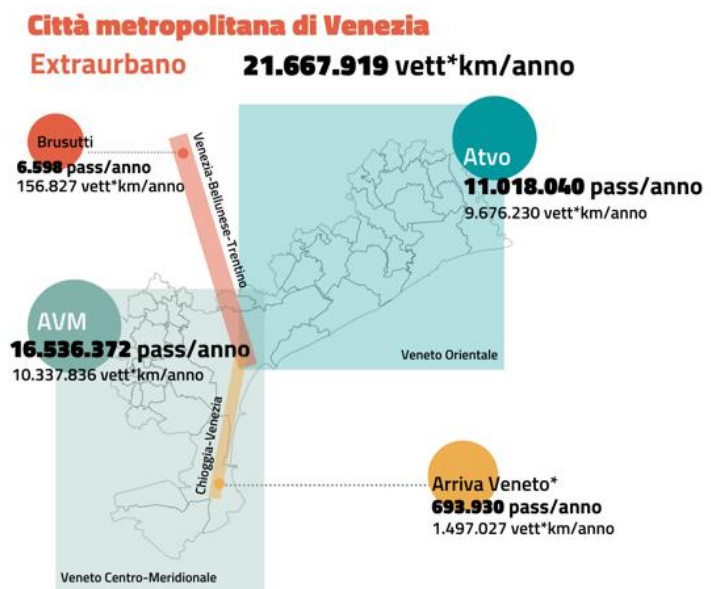 Città metropolitana di Venezia
Extraurbano 21.667.919 vett*km/anno
Brusutti
6.598 pass/anno
156.827 vett*km/anno
Venezia-Bellunese-Trentino
Atvo
11.018.040 pass/anno
9.676.230 vett*km/anno
AVM
16.536.372 pass/anno
10.337.836 vett*km/anno
Veneto Orientale
Chioggia-Venezia
Arriva Veneto*
693.930 pass/anno
1.497.027 vett*km/anno
Veneto Centro-Meridionale